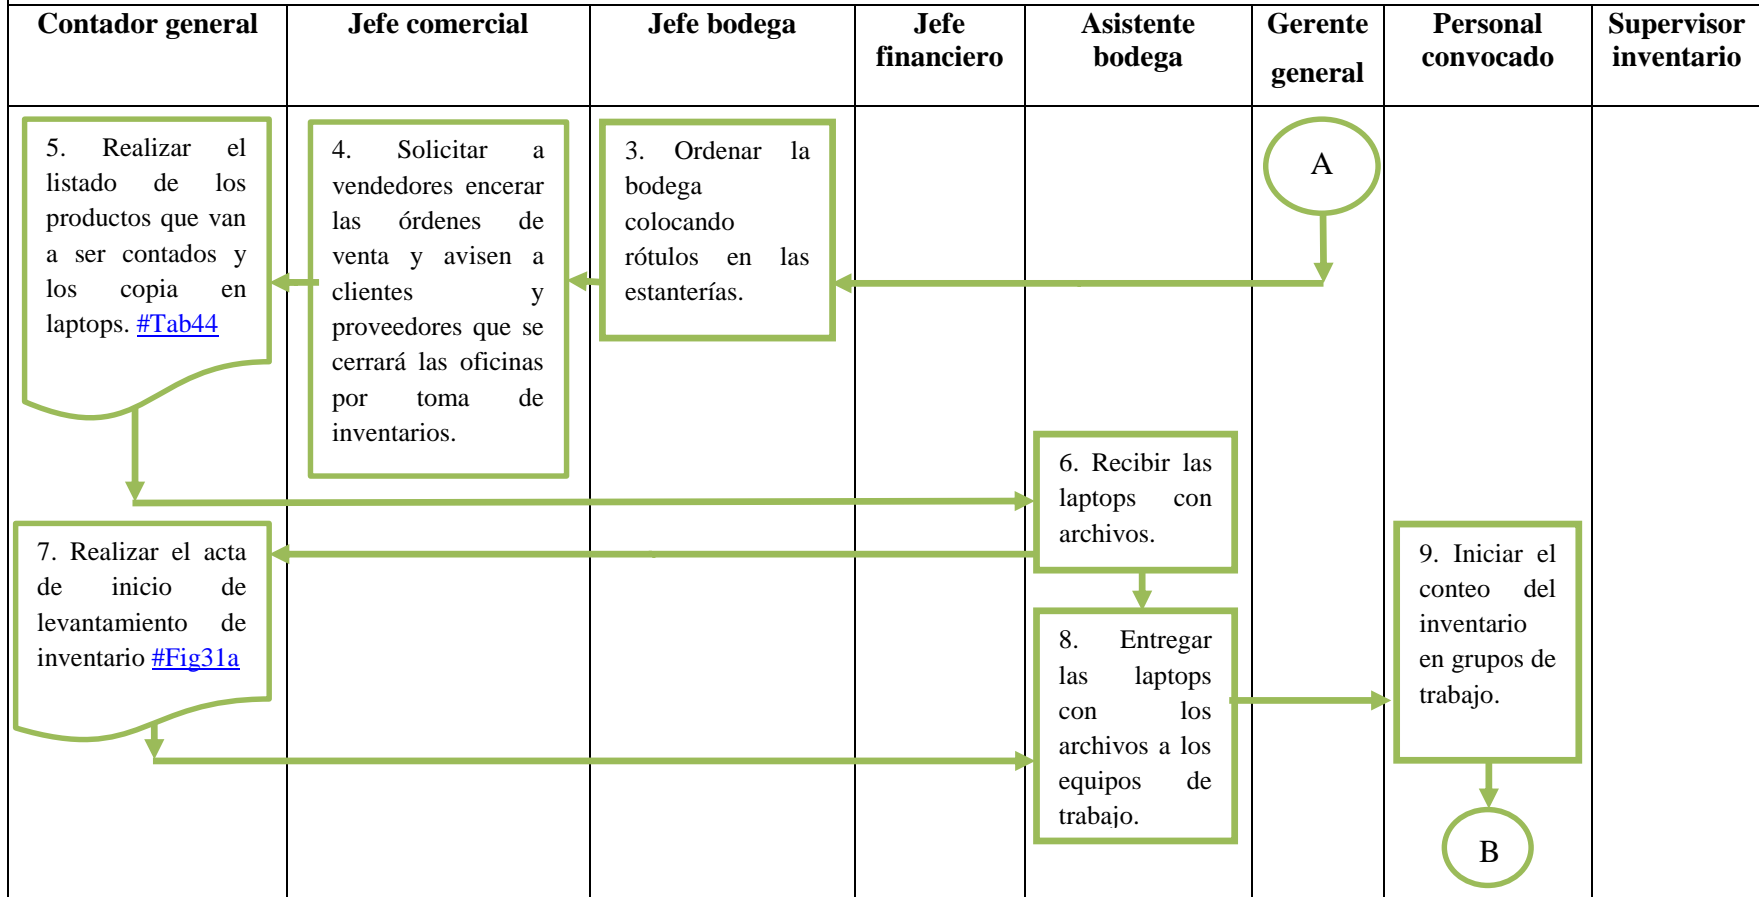 Contador general
Jefe comercial
Jefe bodega
Jefe
financiero
Asistente
bodega
Gerente
general
Personal
convocado
Supervisor
inventario
5. Realizar el
listado de los
productos que van
a ser contados y
los copia en
laptops. #Tab44
4. Solicitar a
vendedores encerar
las órdenes de
venta y avisen a
clientes y
proveedores que se
cerrará las oficinas
por toma de
inventarios.
3. Ordenar la
bodega
colocando
rótulos en las
estanterías.
A
6. Recibir las
laptops con
archivos.
7. Realizar el acta
de inicio de
levantamiento de
inventario #Fig31a
8. Entregar
las laptops
con los
archivos a los
equipos de
trabajo.
9. Iniciar el
conteo del
inventario
en grupos de
trabajo.
B